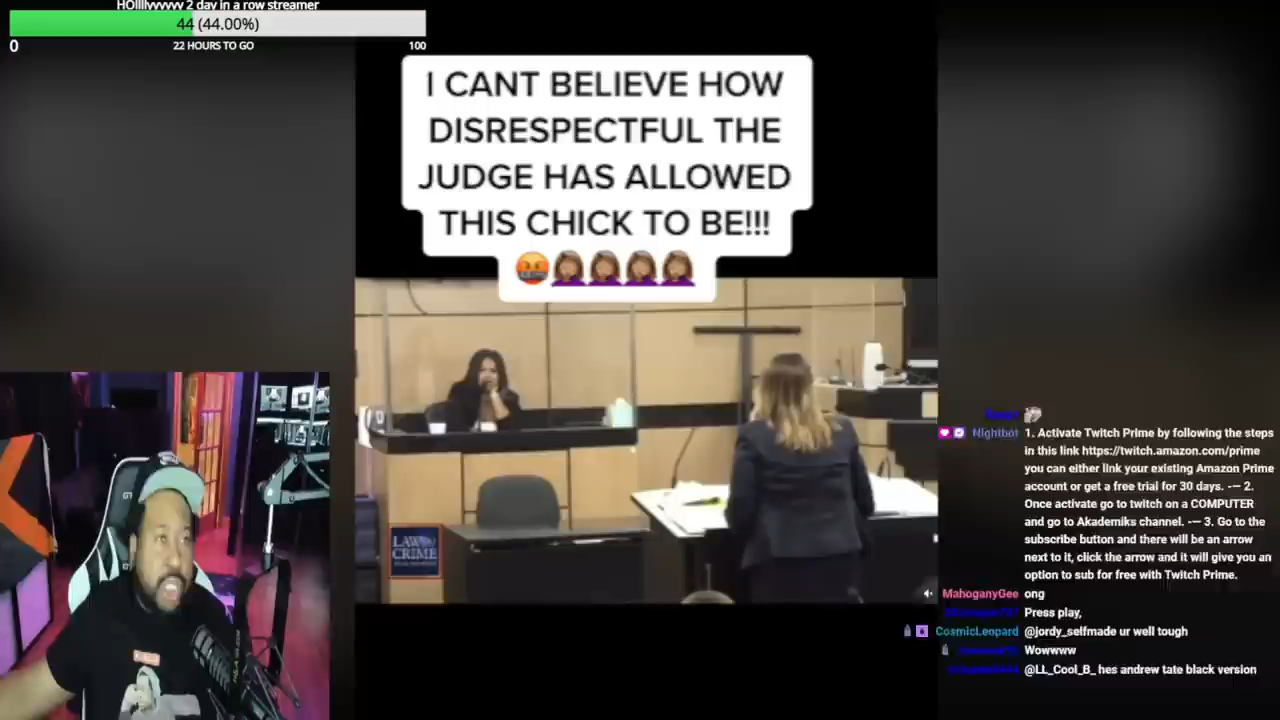 HOllllvvvvv 2 day in a row streamer
44 (44.00%)
0
22 HOURS TO GO
100
I CANT BELIEVE HOW
DISRESPECTFUL THE
JUDGE HAS ALLOWED
THIS CHICK TO BE!!!
LAW&
CRIME
Nightbot 1. Activate Twitch Prime by following the steps
in this link https://twitch.amazon.com/prime
you can either link your existing Amazon Prime
account or get a free trial for 30 days. -— 2.
Once activate go to twitch on a COMPUTER
and go to Akademiks channel. -— 3. Go to the
subscribe button and there will be an arrow
next to it, click the arrow and it will give you an
option to sub for free with Twitch Prime.
MahoganyGee ong
Press play,
CosmicLeopard @jordy_selfmade ur well tough
Wowwww
@LL_Cool_B_ hes andrew tate black version